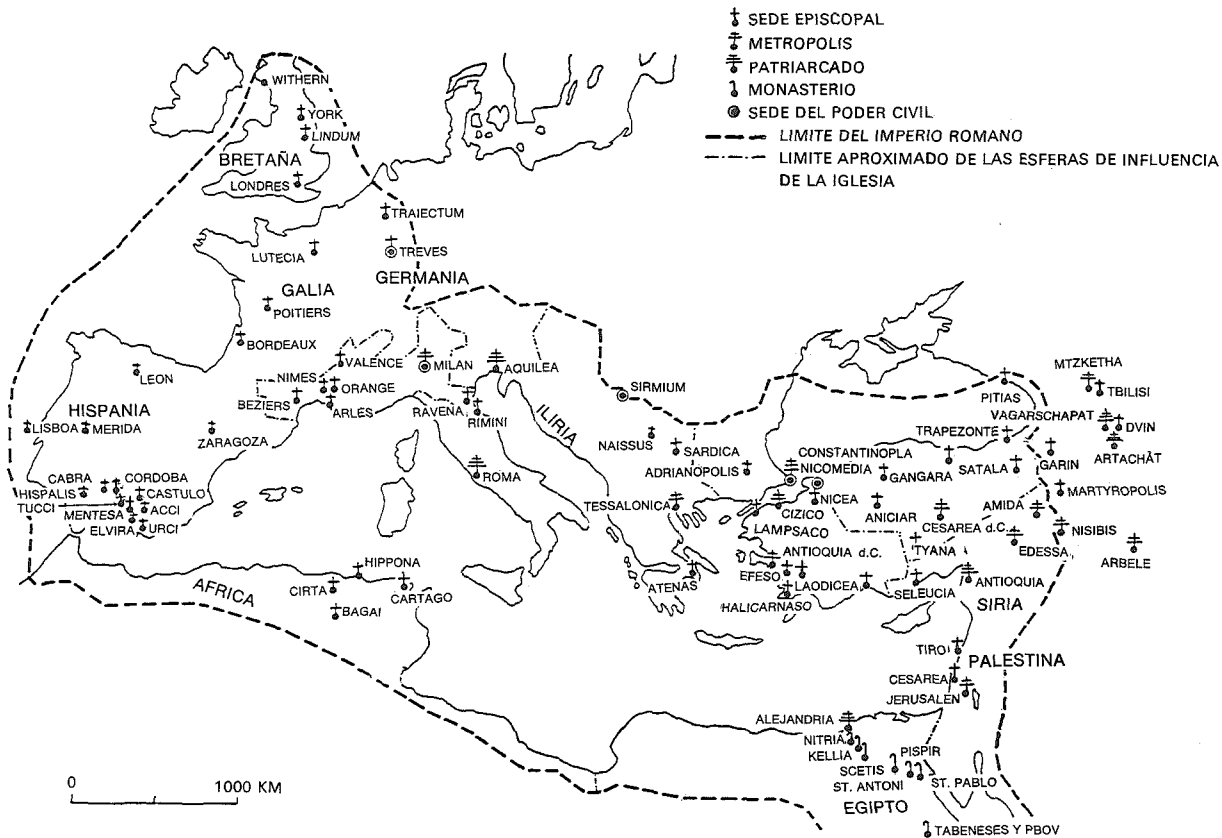 SEDE EPISCOPAL
METROPOLIS
PATRIARCADO
MONASTERIO
SEDE DEL PODER CIVIL
LIMITE DEL IMPERIO ROMANO
LIMITE APROXIMADO DE LAS ESFERAS DE INFLUENCIA
DE LA IGLESIA
WITHERN
YORK
LINDUM
BRETAÑA
LONDRES
TRAIECTUM
LUTECIA
TREVES
GERMANIA
GALIA
POITIERS
BORDEAUX
VALENCE
MILAN
AQUILEA
LEON
NIMES
ORANGE
BEZIERS
ARLES
RAVENA
RIMINI
ILIRIA
SIRMIUM
HISPANIA
LISBOA
MERIDA
ZARAGOZA
ROMA
NAISSUS
SARDICA
ADRIANOPOLIS
CONSTANTINOPLA
NICOMEDIA
PITIAS
MTZKETHA
TBILISI
VAGARSCHAPAT
DVIN
ARTACHÂT
TRAPEZONTE
GANGARA
SATALA
GARIN
CABRA
CORDOBA
HISPALIS
CASTULO
TUCCI
MENTESA
ACCI
ELVIRA
URCI
TESSALONICA
LAMPSACO
CIZICO
NICEA
ANICIAR
CESAREA d.C.
AMIDA
MARTYROPOLIS
NISIBIS
EDESSA
ARBELE
TYANA
ANTIOQUIA d.C.
EFESO
LAODICEA
HALICARNASO
SELEUCIA
ANTIOQUIA
SIRIA
ATENAS
HIPPONA
AFRICA
CIRTA
CARTAGO
BAGAI
TIRO
PALESTINA
CESAREA
JERUSALEN
ALEJANDRIA
NITRIA
KELLIA
PISPIR
SCETIS
ST. ANTONI
ST. PABLO
EGIPTO
TABENESES Y PBOV
0 1000 KM